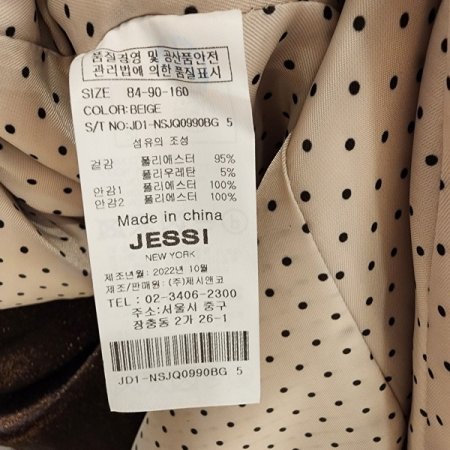 품질경영 및 공산품안전
관리법에 의한 품질표시
SIZE 84-90-160
COLOR: BEIGE
S/T NO: JD1-NSJQ0990BG 5
섬유의 조성
겉감 폴리에스터 95%
폴리우레탄 5%
안감1 폴리에스터 100%
안감2 폴리에스터 100%
Made in china
JESSI
NEW YORK
제조년월 : 2022년 10월
제조/판매원 : (주)제시앤코
TEL : 02-3406-2300
주소:서울시 중구
장충동 2가 26-1
JD1-NSJQ0990BG 5